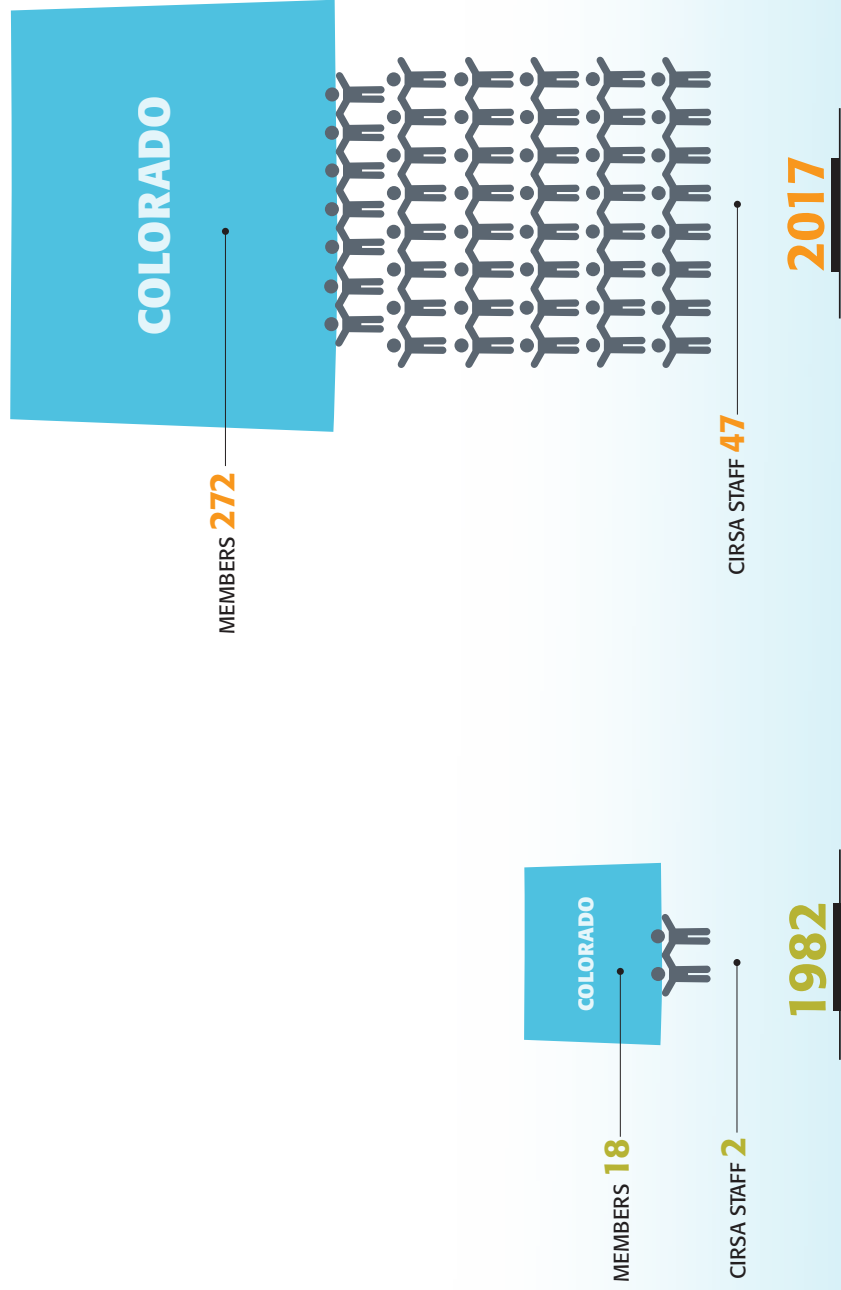 COLORADO
MEMBERS 18
CIRSA STAFF 2
1982
COLORADO
MEMBERS 272
CIRSA STAFF 47
2017